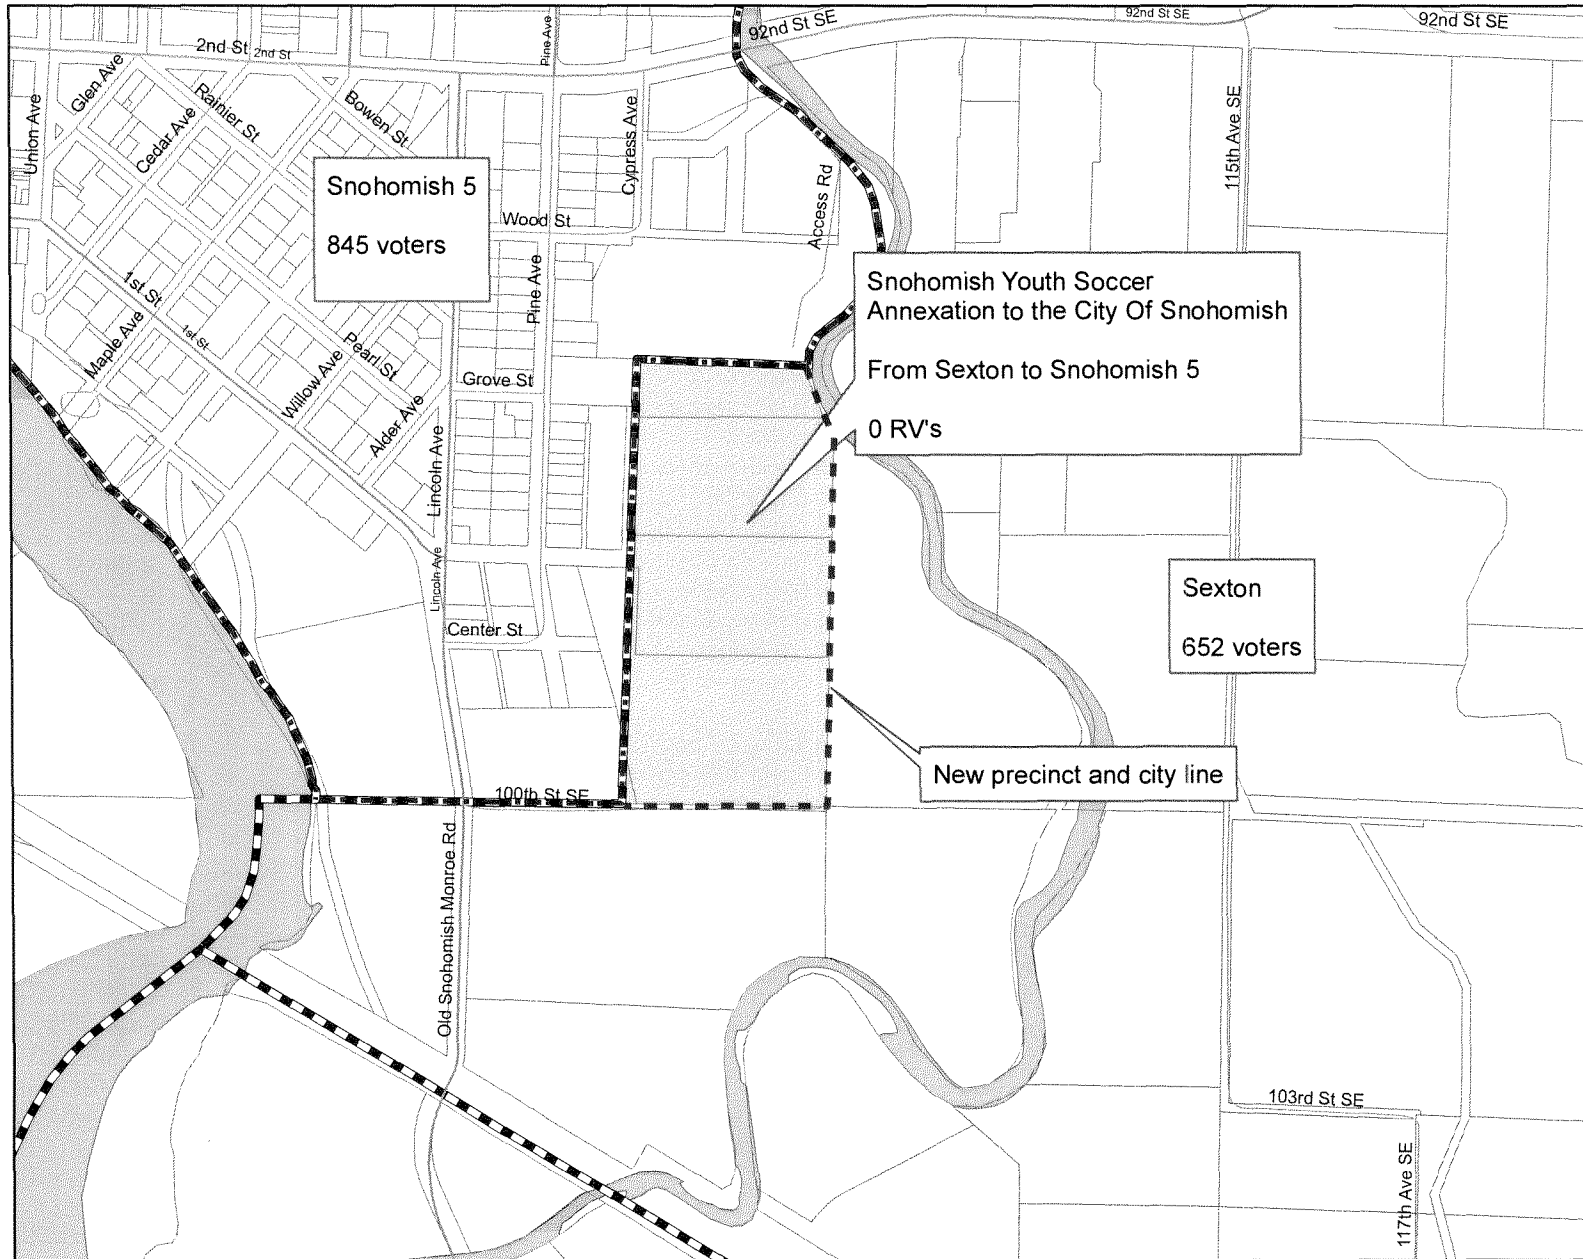 92nd St SE
92nd St SE
92nd St SE
2nd St
2nd St
Pine Ave
Glen Ave
Rainier St
Bowen St
Union Ave
Cedar Ave
Cypress Ave
115th Ave SE
Access Rd
Snohomish 5
845 voters
Wood St
Pine Ave
1st St
1st St
Maple Ave
Pearl St
Willow Ave
Alder Ave
Grove St
Lincoln Ave
Lincoln Ave
Snohomish Youth Soccer
Annexation to the City Of Snohomish
From Sexton to Snohomish 5
0 RV's
Sexton
652 voters
Center St
New precinct and city line
100th St SE
Old Snohomish Monroe Rd
103rd St SE
117th Ave SE